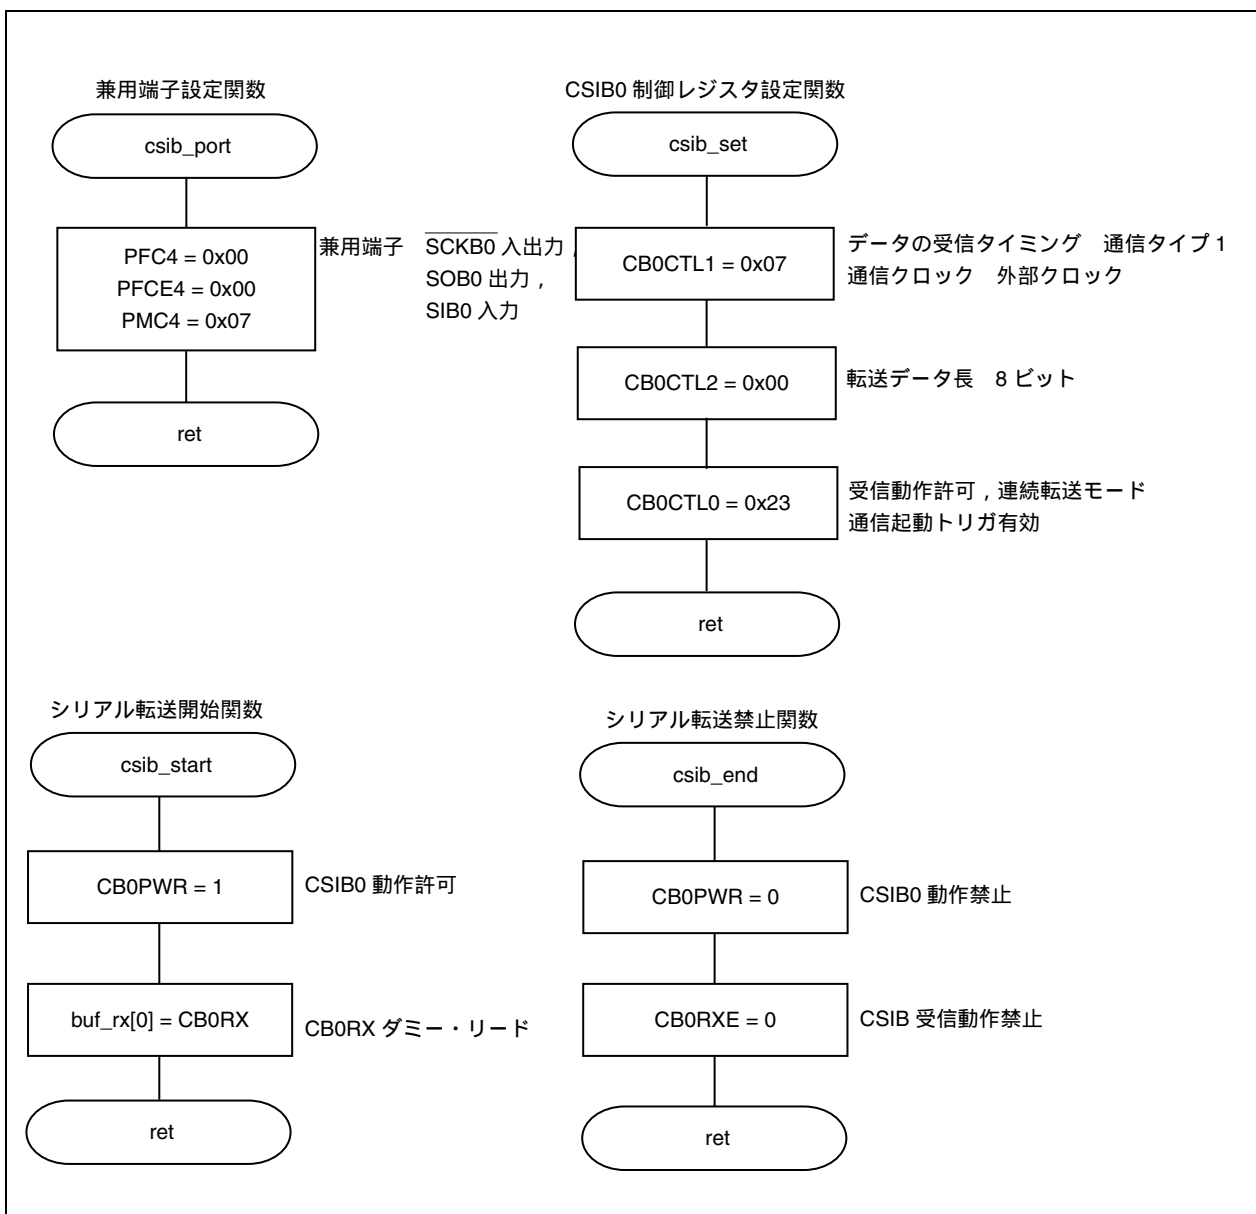 兼用端子設定関数
csib_port
PFC4 = 0x00
PFCE4 = 0x00
PMC4 = 0x07
兼用端子　SCKB0 入出力，
SOB0 出力，
SIB0 入力
ret
CSIB0 制御レジスタ設定関数
csib_set
CB0CTL1 = 0x07
データの受信タイミング　通信タイプ 1
通信クロック　外部クロック
CB0CTL2 = 0x00
転送データ長　8 ビット
CB0CTL0 = 0x23
受信動作許可，連続転送モード
通信起動トリガ有効
ret
シリアル転送開始関数
csib_start
CB0PWR = 1
CSIB0 動作許可
buf_rx[0] = CB0RX
CB0RX ダミー・リード
ret
シリアル転送禁止関数
csib_end
CB0PWR = 0
CSIB0 動作禁止
CB0RXE = 0
CSIB 受信動作禁止
ret